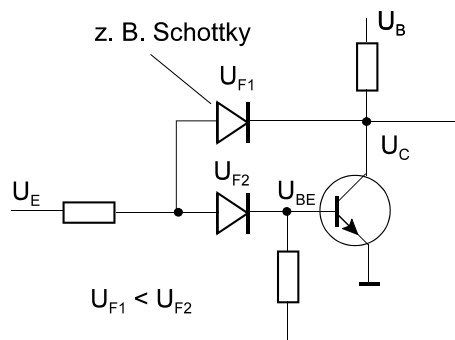 z. B. Schottky
U_B
U_F1
U_C
U_F2
U_E
U_BE
U_F1 < U_F2